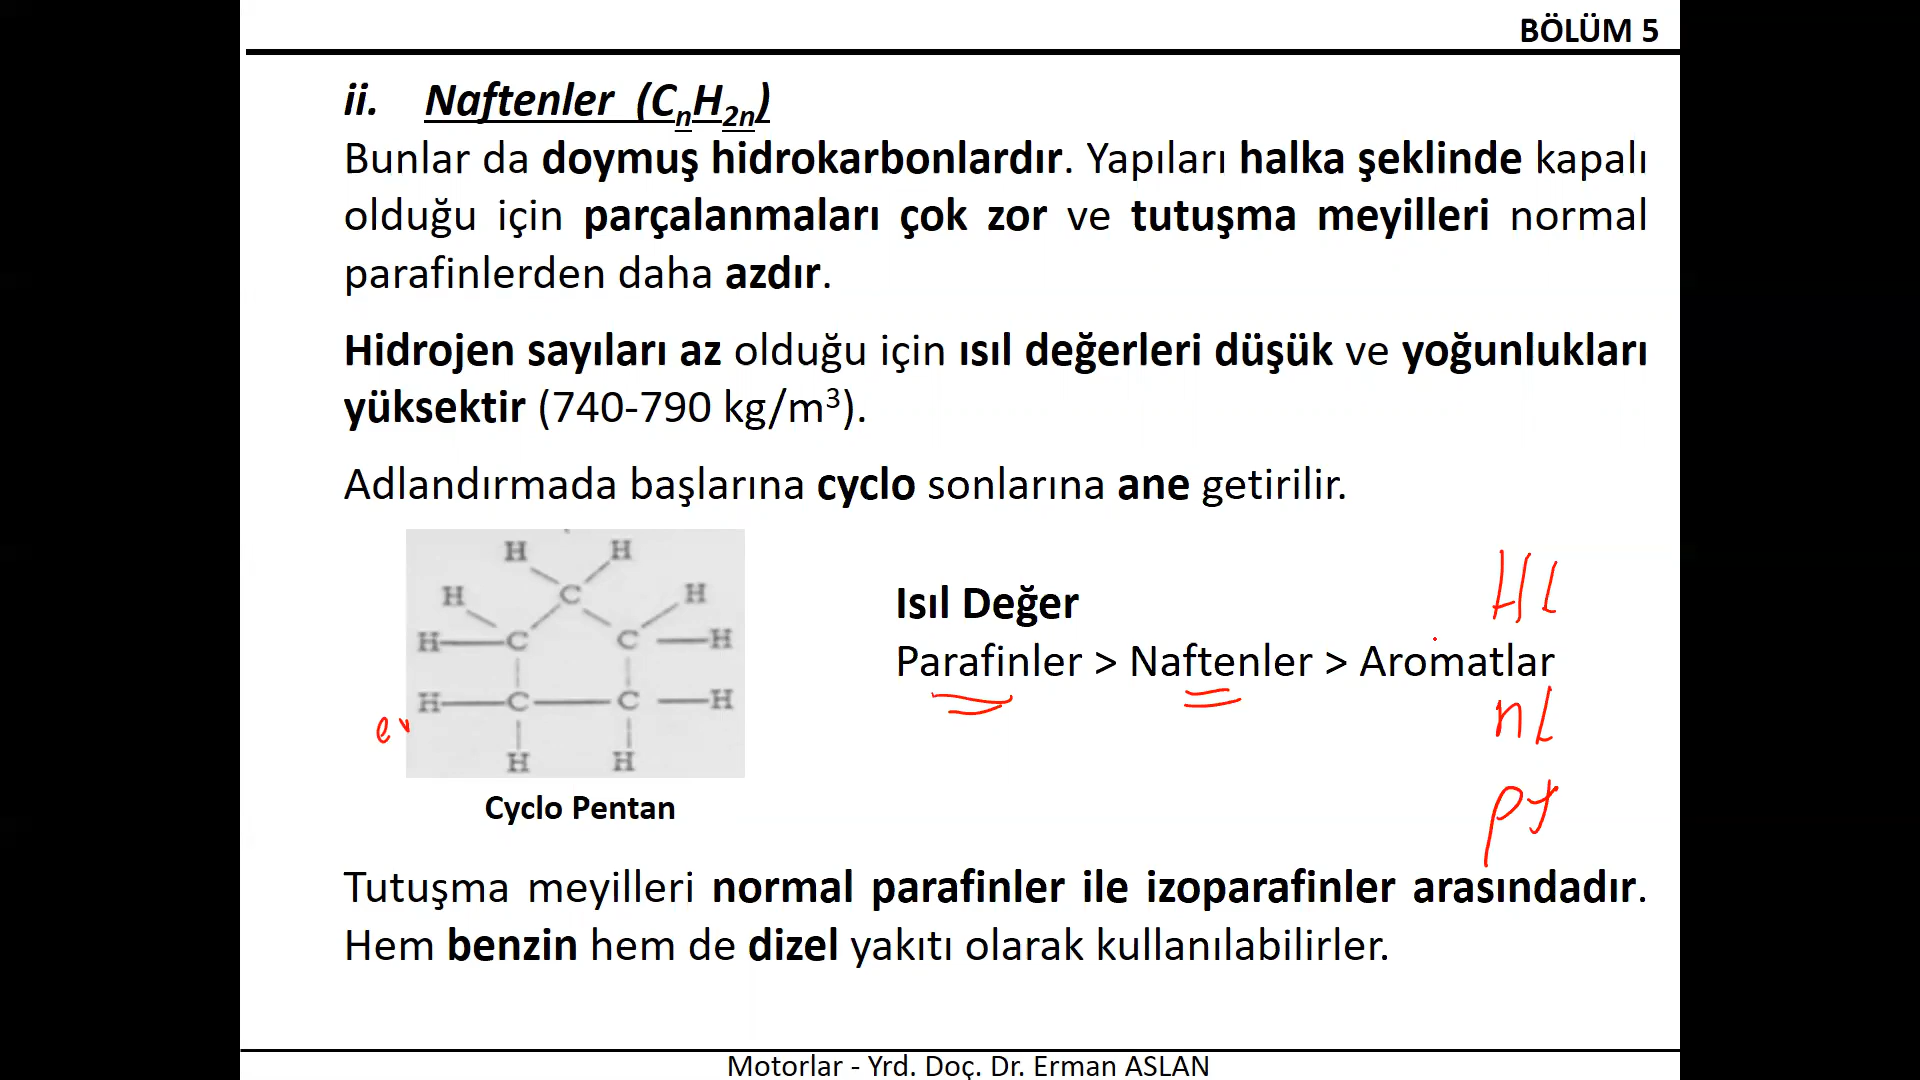 BÖLÜM 5
ii. Naftenler (CnH2n)
Bunlar da doymuş hidrokarbonlardır. Yapıları halka şeklinde kapalı
olduğu için parçalanmaları çok zor ve tutuşma meyilleri normal
parafinlerden daha azdır.
Hidrojen sayıları az olduğu için ısıl değerleri düşük ve yoğunlukları
yüksektir (740-790 kg/m³).
Adlandırmada başlarına cyclo sonlarına ane getirilir.
H H
H C H
H C C H
H C C H
H H
Cyclo Pentan
Isıl Değer
Parafinler > Naftenler > Aromatlar
Tutuşma meyilleri normal parafinler ile izoparafinler arasındadır.
Hem benzin hem de dizel yakıtı olarak kullanılabilirler.
Motorlar - Yrd. Doç. Dr. Erman ASLAN